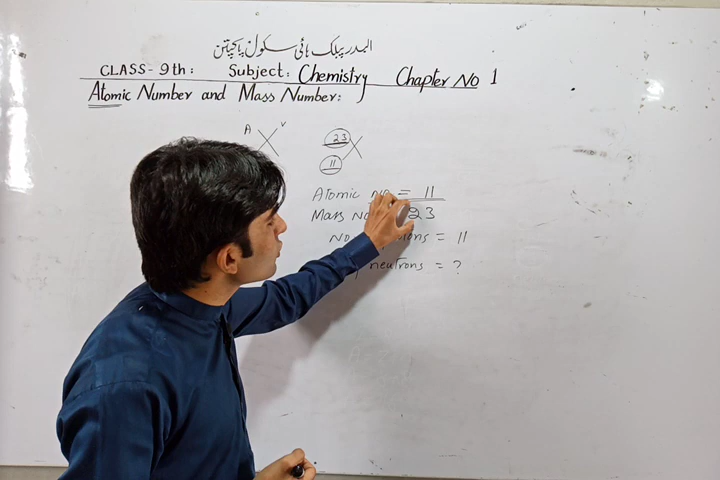 البدر پبلک ہائی سکول پاکپتن
CLASS-9th: Subject: Chemistry Chapter No 1
Atomic Number and Mass Number:
A X v
23 X
11
Atomic no = 11
Mass No 23
No = 11
neutrons = ?